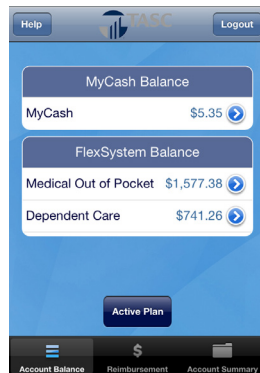 Help TASC Logout
MyCash Balance
MyCash $5.35
FlexSystem Balance
Medical Out of Pocket $1,577.38
Dependent Care $741.26
Active Plan
$
Account Balance Reimbursement Account Summary